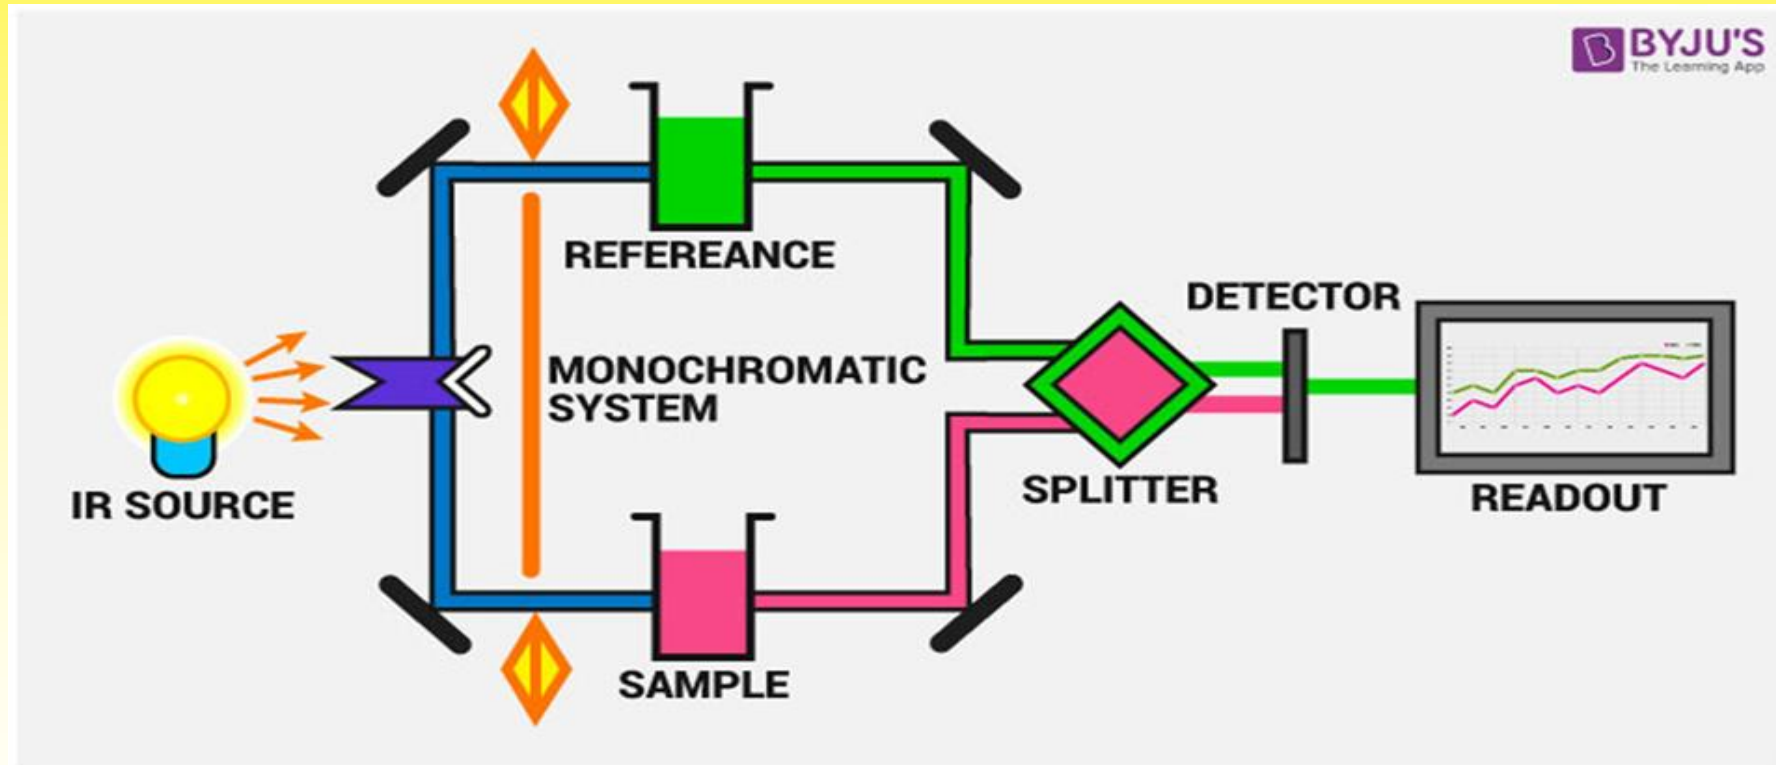 BYJU'S
The Learning App
REFEREANCE
DETECTOR
MONOCHROMATIC
SYSTEM
IR SOURCE
SPLITTER
READOUT
SAMPLE